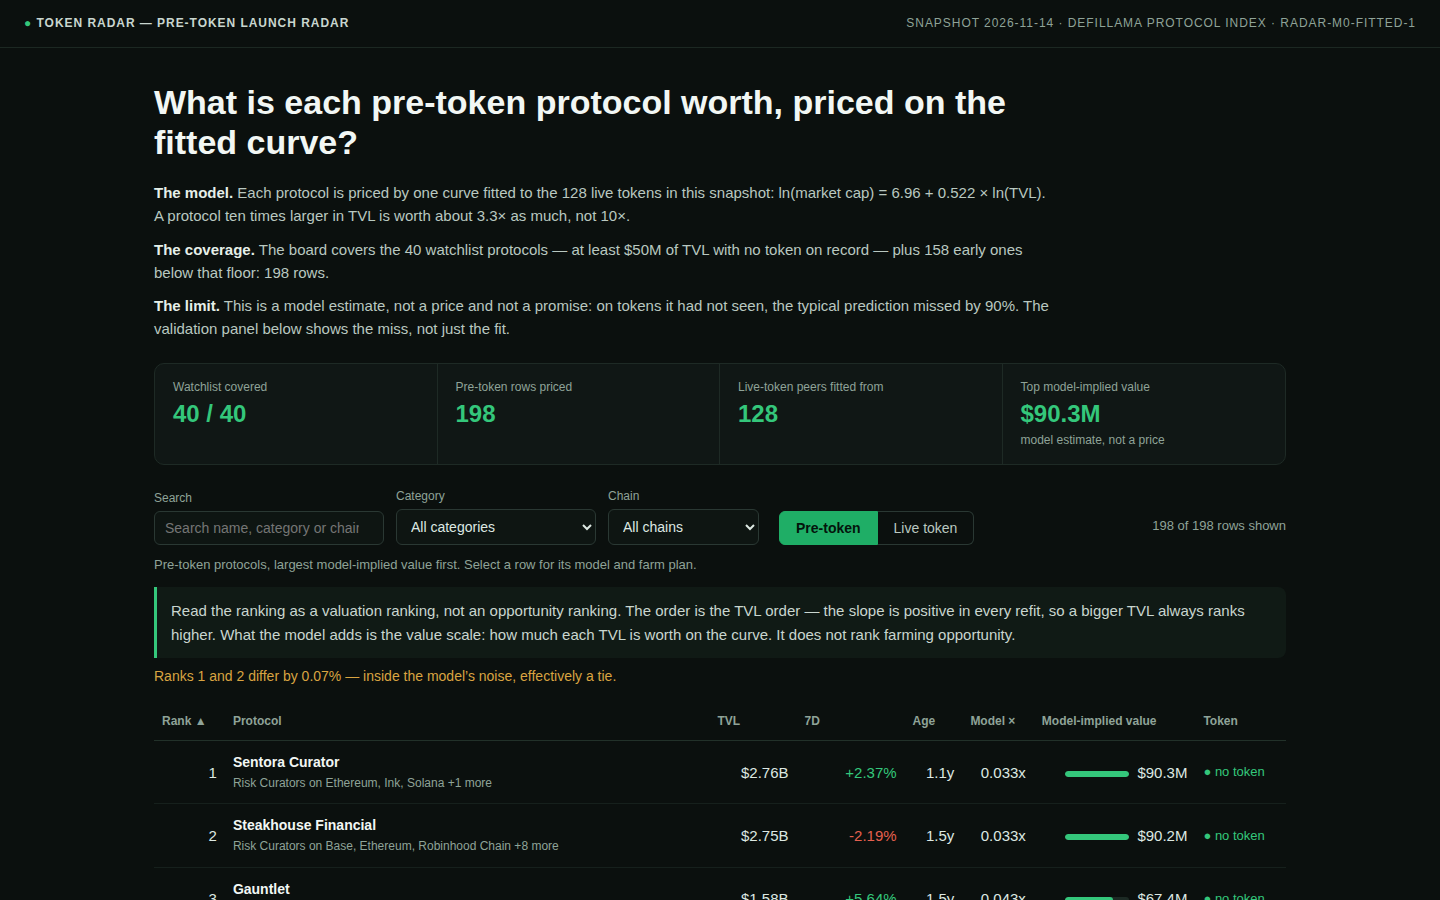 ● TOKEN RADAR — PRE-TOKEN LAUNCH RADAR
SNAPSHOT 2026-11-14 · DEFILLAMA PROTOCOL INDEX · RADAR-M0-FITTED-1
What is each pre-token protocol worth, priced on the
fitted curve?
The model. Each protocol is priced by one curve fitted to the 128 live tokens in this snapshot: ln(market cap) = 6.96 + 0.522 × ln(TVL).
A protocol ten times larger in TVL is worth about 3.3× as much, not 10×.
The coverage. The board covers the 40 watchlist protocols — at least $50M of TVL with no token on record — plus 158 early ones
below that floor: 198 rows.
The limit. This is a model estimate, not a price and not a promise: on tokens it had not seen, the typical prediction missed by 90%. The
validation panel below shows the miss, not just the fit.
Watchlist covered
40 / 40
Pre-token rows priced
198
Live-token peers fitted from
128
Top model-implied value
$90.3M
model estimate, not a price
Search
Search name, category or chain
Category
All categories
Chain
All chains
Pre-token
Live token
198 of 198 rows shown
Pre-token protocols, largest model-implied value first. Select a row for its model and farm plan.
Read the ranking as a valuation ranking, not an opportunity ranking. The order is the TVL order — the slope is positive in every refit, so a bigger TVL always ranks
higher. What the model adds is the value scale: how much each TVL is worth on the curve. It does not rank farming opportunity.
Ranks 1 and 2 differ by 0.07% — inside the model's noise, effectively a tie.
Rank ▲ Protocol TVL 7D Age Model × Model-implied value Token
1 Sentora Curator $2.76B +2.37% 1.1y 0.033x $90.3M ● no token
Risk Curators on Ethereum, Ink, Solana +1 more
2 Steakhouse Financial $2.75B -2.19% 1.5y 0.033x $90.2M ● no token
Risk Curators on Base, Ethereum, Robinhood Chain +8 more
3 Gauntlet $1.58B +5.64% 1.5y 0.043x $67.4M ● no token